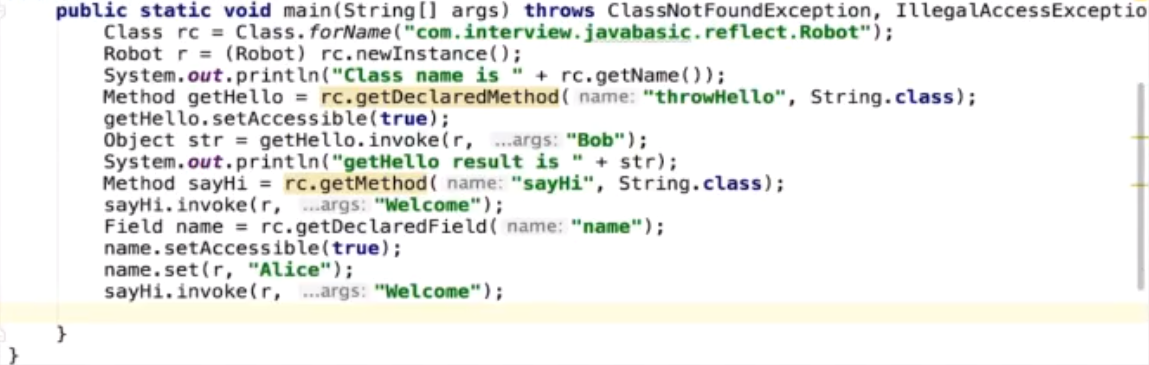 public static void main(String[] args) throws ClassNotFoundException, IllegalAccessExceptio
Class rc = Class.forName("com.interview.javabasic.reflect.Robot");
Robot r = (Robot) rc.newInstance();
System.out.println("Class name is " + rc.getName());
Method getHello = rc.getDeclaredMethod( name: "throwHello", String.class);
getHello.setAccessible(true);
Object str = getHello.invoke(r, ...args: "Bob");
System.out.println("getHello result is " + str);
Method sayHi = rc.getMethod( name: "sayHi", String.class);
sayHi.invoke(r, ...args: "Welcome");
Field name = rc.getDeclaredField( name: "name");
name.setAccessible(true);
name.set(r, "Alice");
sayHi.invoke(r, ...args: "Welcome");
}
}